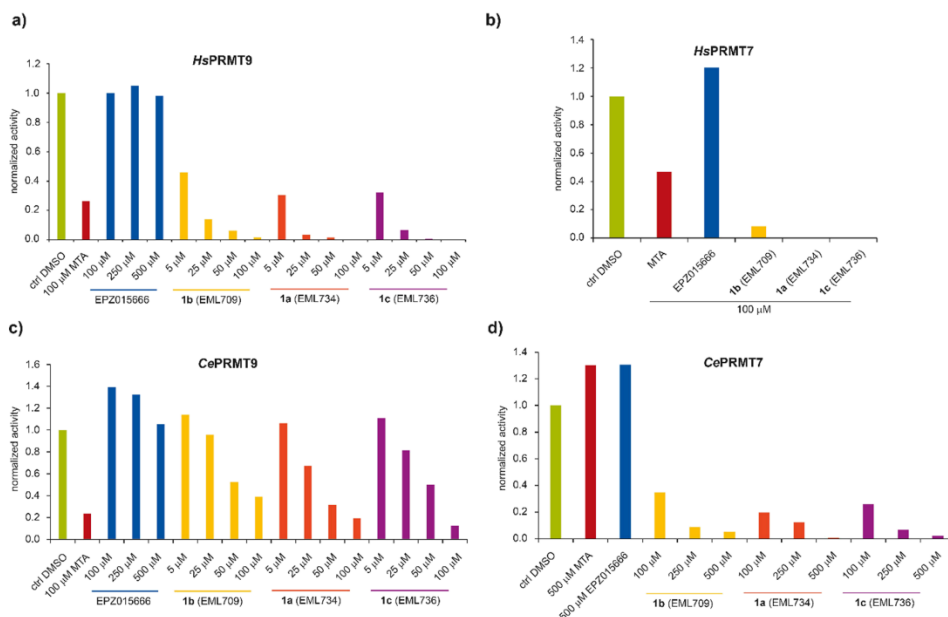 a)
HsPRMT9
normalized activity
1.2
1.0
0.8
0.6
0.4
0.2
0.0
ctrl DMSO
100 µM MTA
100 µM
250 µM
500 µM
5 µM
25 µM
50 µM
100 µM
5 µM
25 µM
50 µM
100 µM
5 µM
25 µM
50 µM
100 µM
EPZ015666
1b (EML709)
1a (EML734)
1c (EML736)
b)
HsPRMT7
normalized activity
1.4
1.2
1.0
0.8
0.6
0.4
0.2
0.0
ctrl DMSO
MTA
EPZ015666
1b (EML709)
1a (EML734)
1c (EML736)
100 µM
c)
CePRMT9
normalized activity
1.6
1.4
1.2
1.0
0.8
0.6
0.4
0.2
0.0
ctrl DMSO
100 µM MTA
100 µM
250 µM
500 µM
5 µM
25 µM
50 µM
100 µM
5 µM
25 µM
50 µM
100 µM
5 µM
25 µM
50 µM
100 µM
EPZ015666
1b (EML709)
1a (EML734)
1c (EML736)
d)
CePRMT7
normalized activity
1.4
1.2
1.0
0.8
0.6
0.4
0.2
0.0
ctrl DMSO
500 µM MTA
500 µM EPZ015666
100 µM
250 µM
500 µM
100 µM
250 µM
500 µM
100 µM
250 µM
500 µM
1b (EML709)
1a (EML734)
1c (EML736)